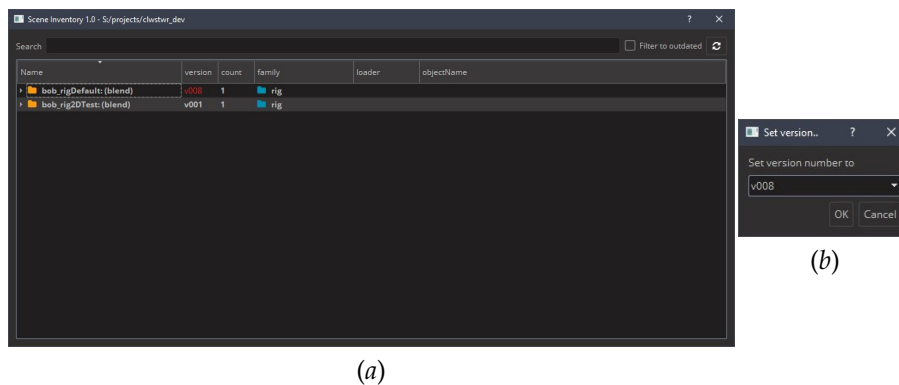 Scene Inventory 1.0 - S:/projects/clwstwr_dev ? ×
Search Filter to outdated
Name version count family loader objectName
bob_rigDefault: (blend) v008 1 rig
bob_rig2DTest: (blend) v001 1 rig
(a)
Set version.. ? ×
Set version number to
v008
OK Cancel
(b)